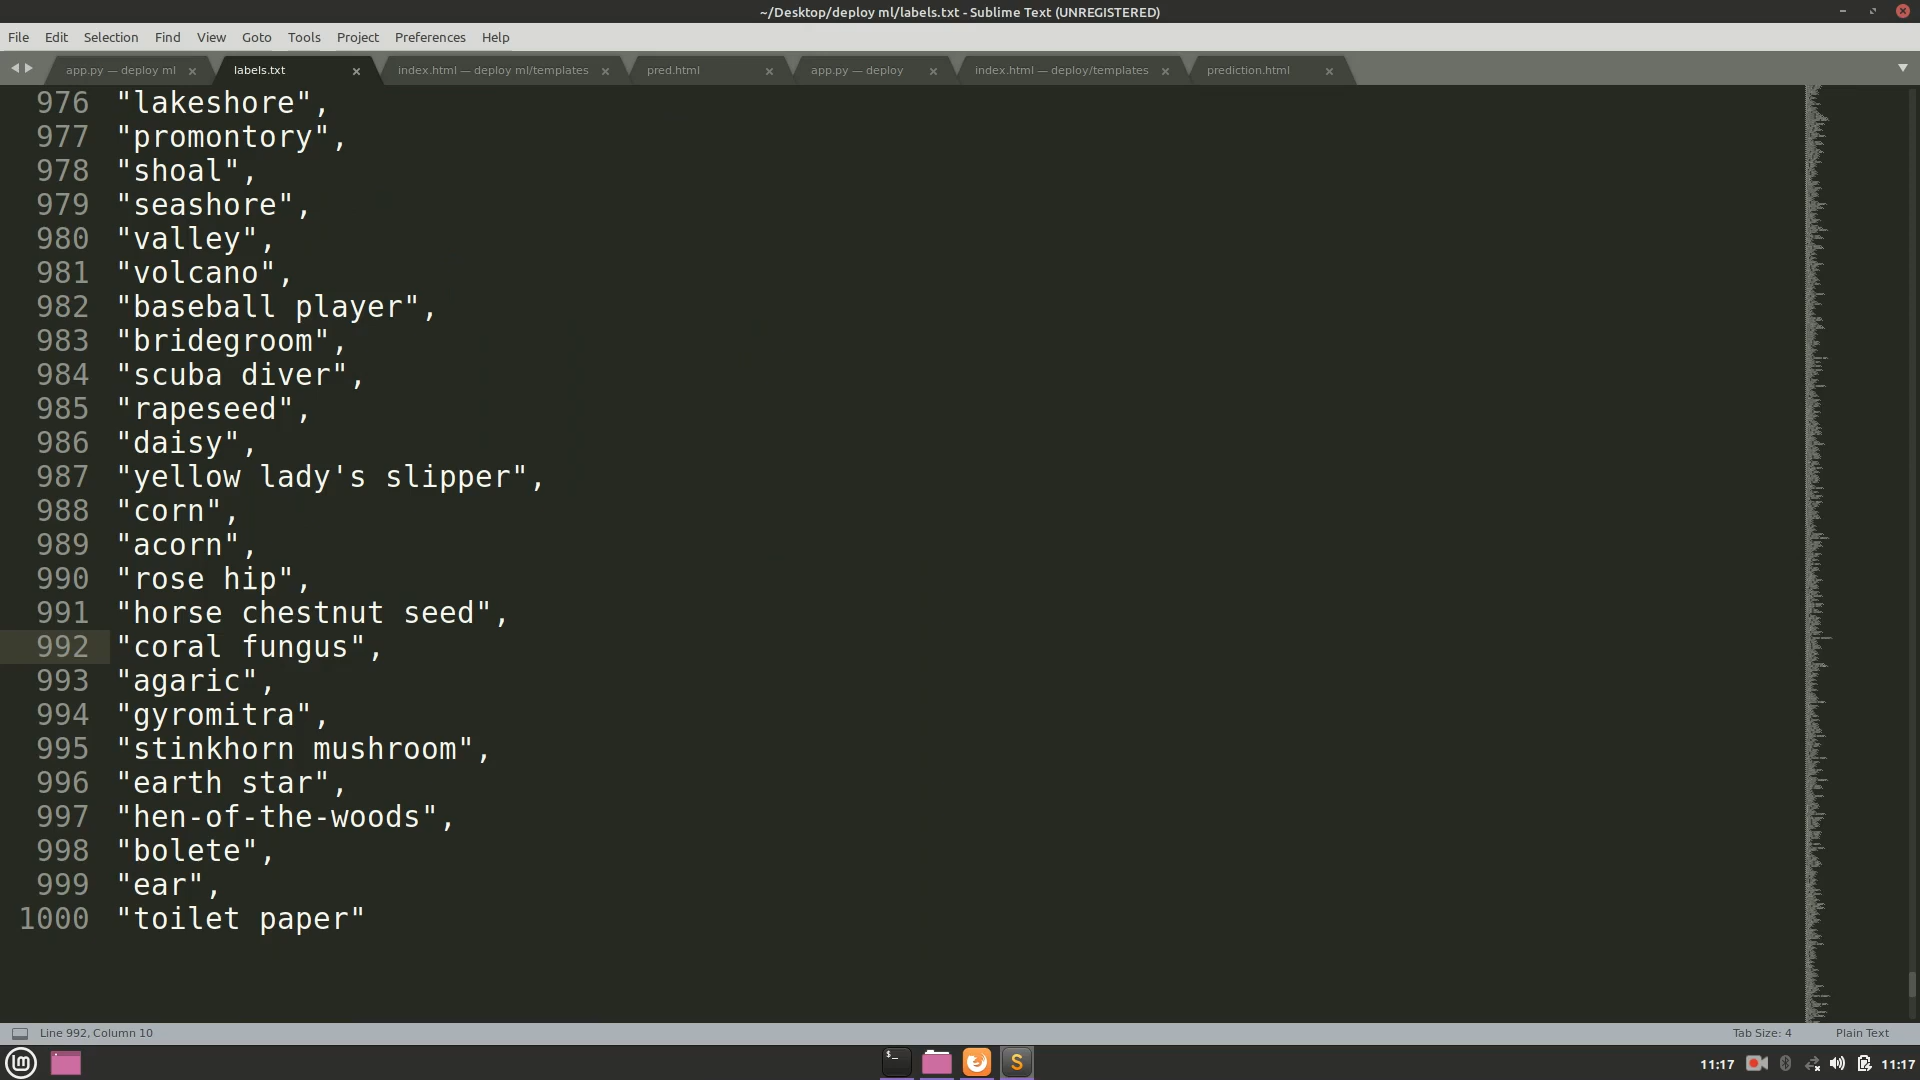 ~/Desktop/deploy ml/labels.txt - Sublime Text (UNREGISTERED)
File Edit Selection Find View Goto Tools Project Preferences Help
app.py — deploy ml labels.txt index.html — deploy ml/templates pred.html app.py — deploy index.html — deploy/templates prediction.html
976 "lakeshore",
977 "promontory",
978 "shoal",
979 "seashore",
980 "valley",
981 "volcano",
982 "baseball player",
983 "bridegroom",
984 "scuba diver",
985 "rapeseed",
986 "daisy",
987 "yellow lady's slipper",
988 "corn",
989 "acorn",
990 "rose hip",
991 "horse chestnut seed",
992 "coral fungus",
993 "agaric",
994 "gyromitra",
995 "stinkhorn mushroom",
996 "earth star",
997 "hen-of-the-woods",
998 "bolete",
999 "ear",
1000 "toilet paper"
Line 992, Column 10 Tab Size: 4 Plain Text
11:17 11:17